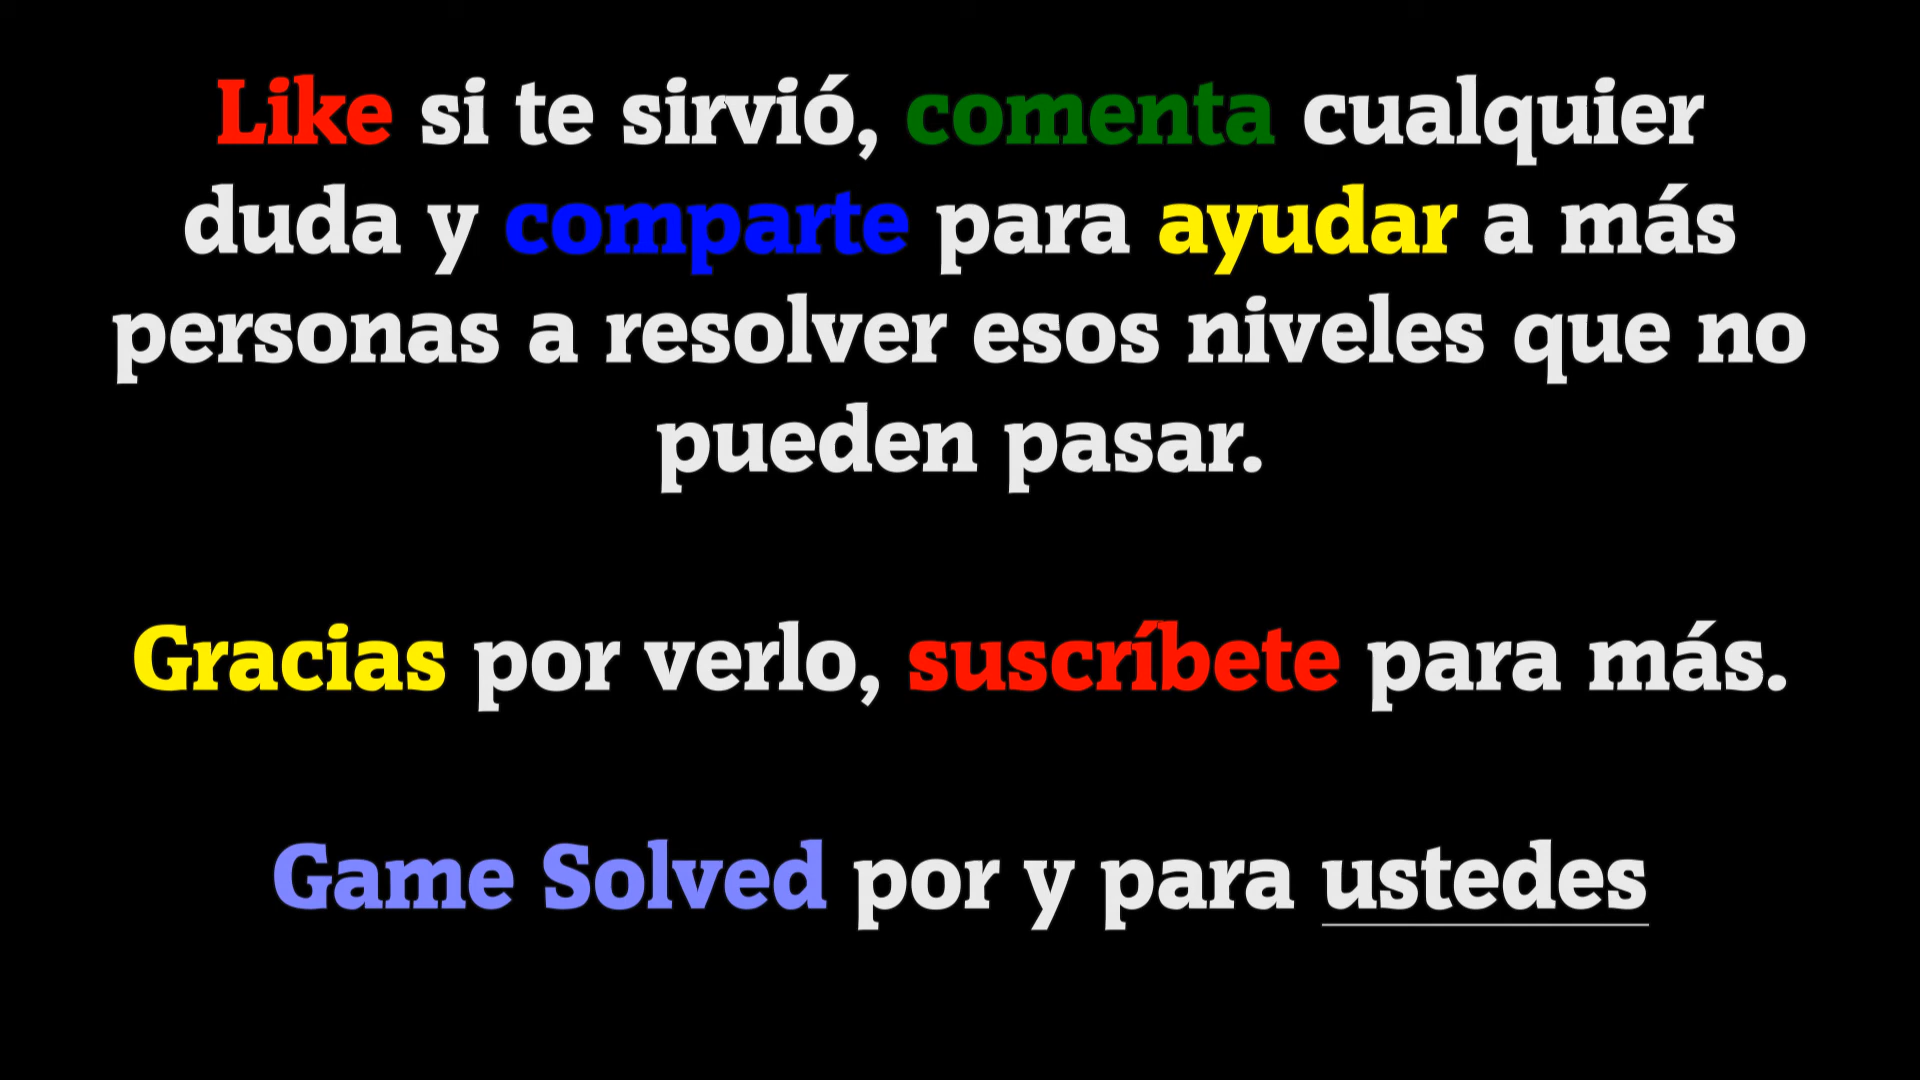 Like si te sirvió, comenta cualquier
duda y comparte para ayudar a más
personas a resolver esos niveles que no
pueden pasar.
Gracias por verlo, suscríbete para más.
Game Solved por y para ustedes